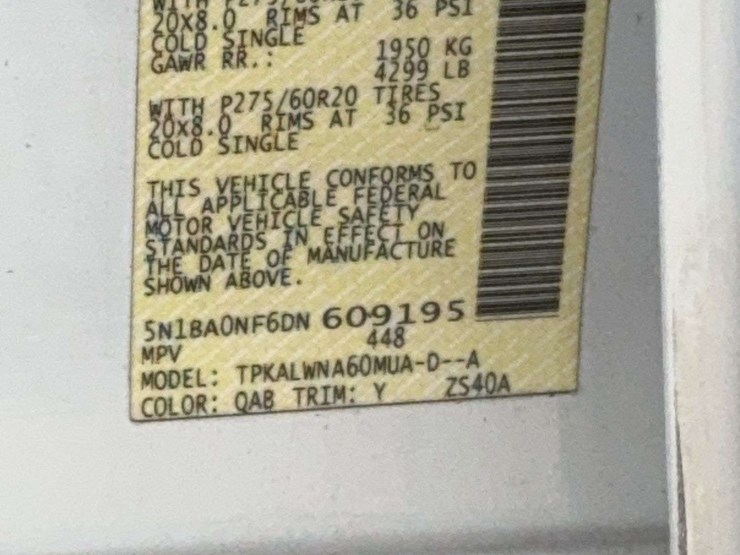 20X8.0 RIMS AT 36 PSI
COLD SINGLE
GAWR RR.: 1950 KG
4299 LB
WITH P275/60R20 TIRES
20X8.0 RIMS AT 36 PSI
COLD SINGLE
THIS VEHICLE CONFORMS TO
ALL APPLICABLE FEDERAL
MOTOR VEHICLE SAFETY
STANDARDS IN EFFECT ON
THE DATE OF MANUFACTURE
SHOWN ABOVE.
5N1BA0NF6DN 609195
MPV 448
MODEL: TPKALWNA60MUA-D--A
COLOR: QAB TRIM: Y ZS40A